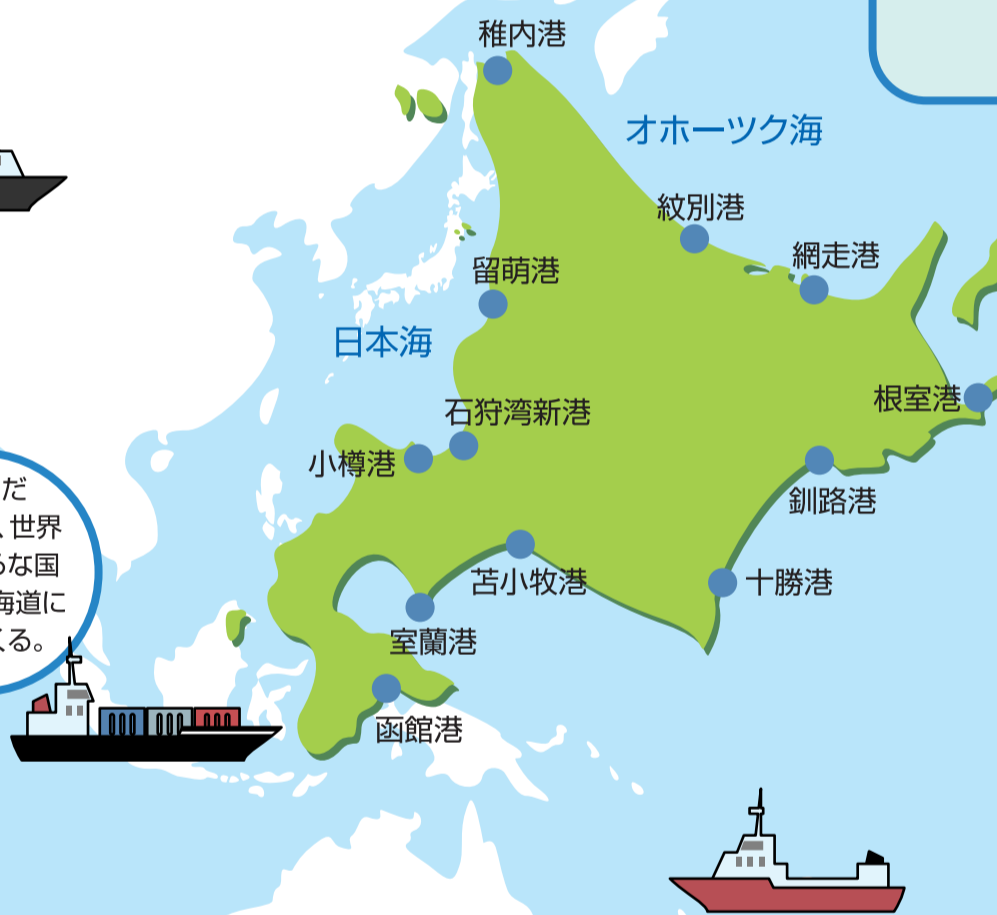 稚内港
オホーツク海
紋別港
網走港
留萌港
日本海
根室港
石狩湾新港
小樽港
釧路港
苫小牧港
十勝港
室蘭港
函館港
だ
、世界
な国
海道に
る。